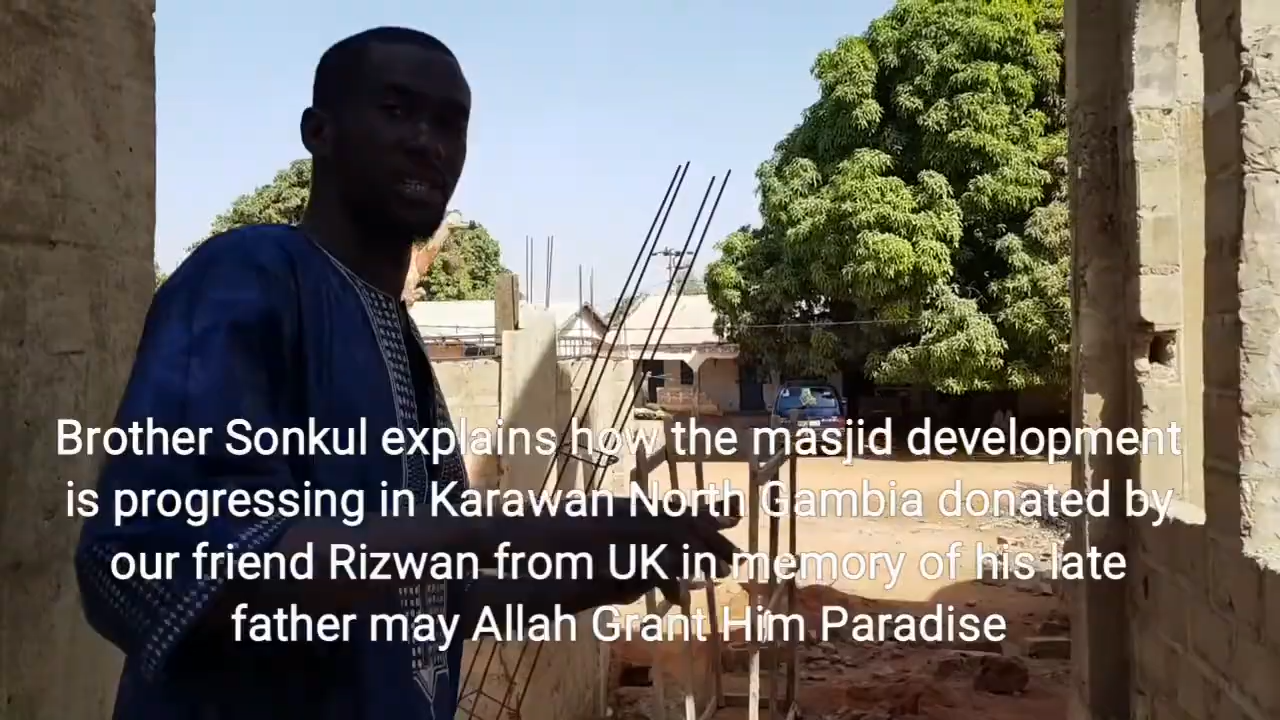 Brother Sonkul explains how the masjid development
is progressing in Karawan North Gambia donated by
our friend Rizwan from UK in memory of his late
father may Allah Grant Him Paradise